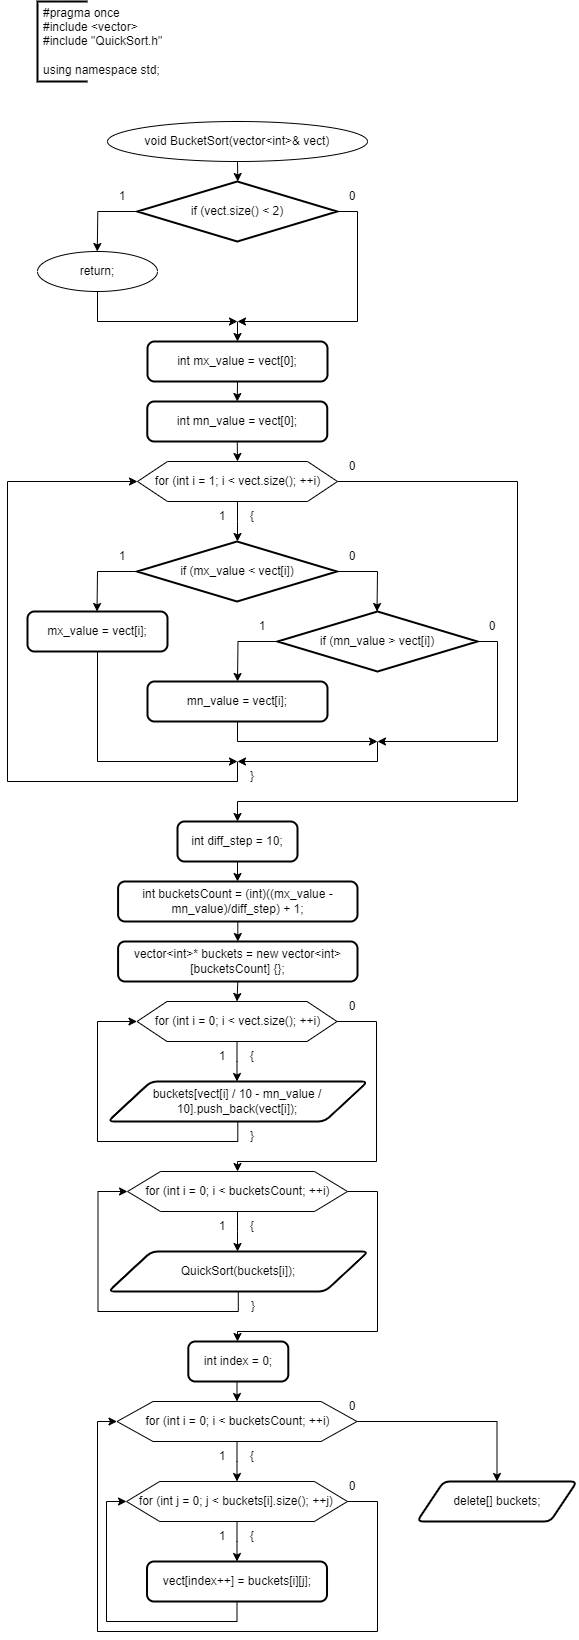 #pragma once
#include <vector>
#include "QuickSort.h"
using namespace std;
void BucketSort(vector<int>& vect)
1
0
if (vect.size() < 2)
return;
int mx_value = vect[0];
int mn_value = vect[0];
0
for (int i = 1; i < vect.size(); ++i)
1 {
1
0
if (mx_value < vect[i])
mx_value = vect[i];
1
0
if (mn_value > vect[i])
mn_value = vect[i];
}
int diff_step = 10;
int bucketsCount = (int)((mx_value -
mn_value)/diff_step) + 1;
vector<int>* buckets = new vector<int>
[bucketsCount] {};
0
for (int i = 0; i < vect.size(); ++i)
1 {
buckets[vect[i] / 10 - mn_value /
10].push_back(vect[i]);
}
for (int i = 0; i < bucketsCount; ++i)
1 {
QuickSort(buckets[i]);
}
int index = 0;
0
for (int i = 0; i < bucketsCount; ++i)
1 {
0
for (int j = 0; j < buckets[i].size(); ++j)
delete[] buckets;
1 {
vect[index++] = buckets[i][j];